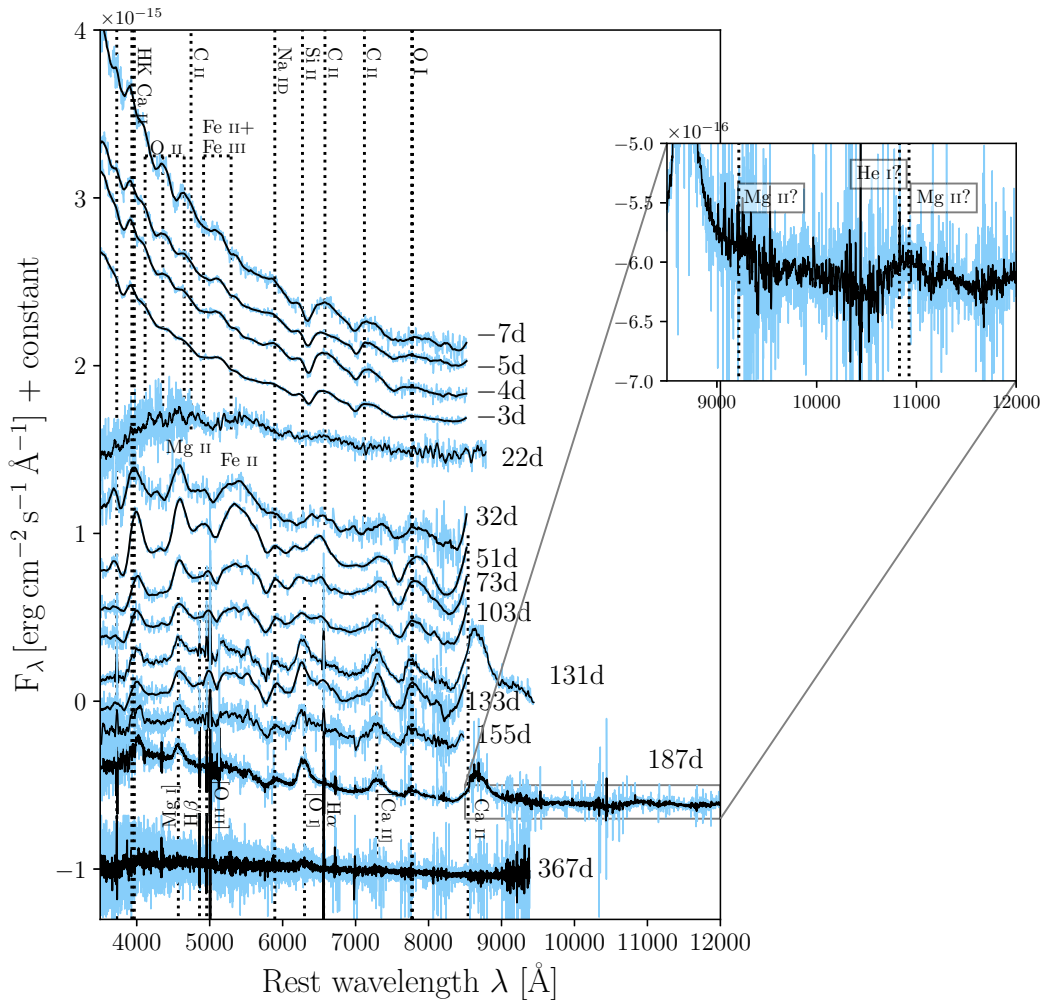 ×10⁻¹⁵
4
3
2
1
0
−1
F_λ [erg cm⁻² s⁻¹ Å⁻¹] + constant
HK Ca II
C II
Na ID
Si II
C II
C II
O I
O II
Fe II+
Fe III
−7d
−5d
−4d
−3d
22d
Mg II
Fe II
32d
51d
73d
103d
131d
133d
155d
187d
367d
Mg I]
Hβ
[O III]
[O I]
Hα
[Ca II]
Ca II
4000 5000 6000 7000 8000 9000 10000 11000 12000
Rest wavelength λ [Å]
×10⁻¹⁶
−5.0
−5.5
−6.0
−6.5
−7.0
Mg II?
He I?
Mg II?
9000 10000 11000 12000